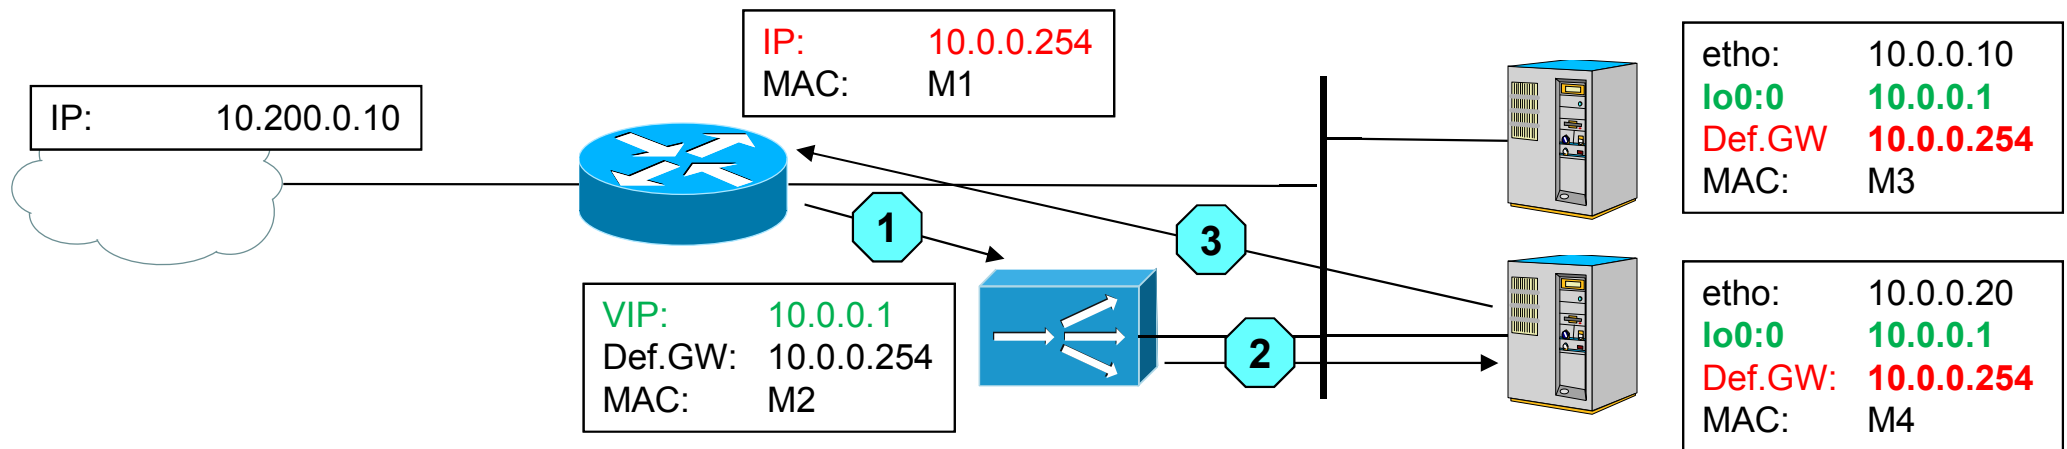 IP: 10.0.0.254
MAC: M1
IP: 10.200.0.10
etho: 10.0.0.10
lo0:0 10.0.0.1
Def.GW 10.0.0.254
MAC: M3
1
3
2
VIP: 10.0.0.1
Def.GW: 10.0.0.254
MAC: M2
etho: 10.0.0.20
lo0:0 10.0.0.1
Def.GW: 10.0.0.254
MAC: M4